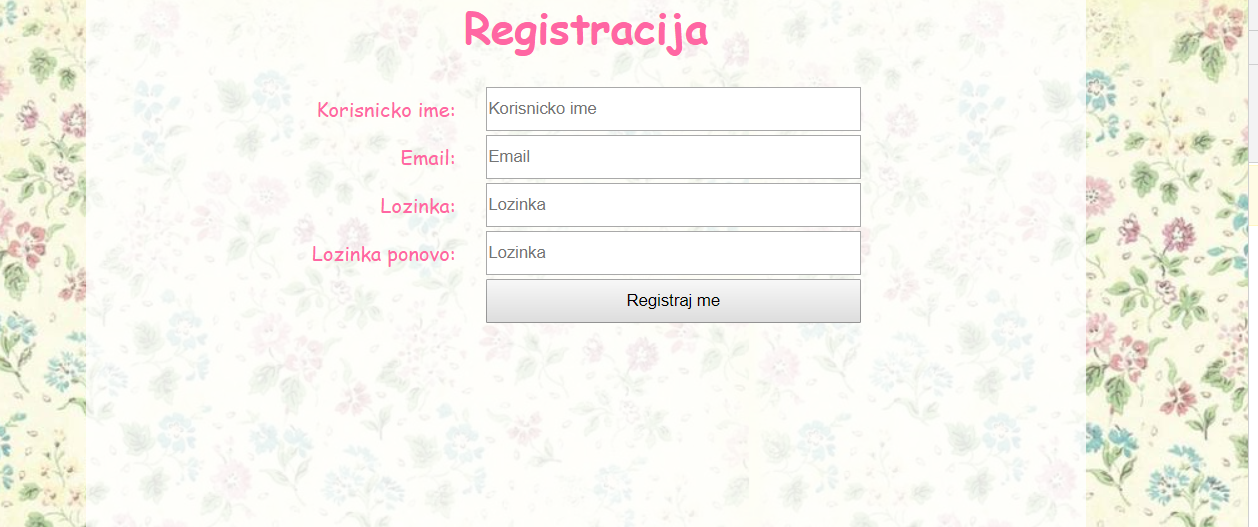 Registracija
Korisnicko ime: Korisnicko ime
Email: Email
Lozinka: Lozinka
Lozinka ponovo: Lozinka
Registraj me